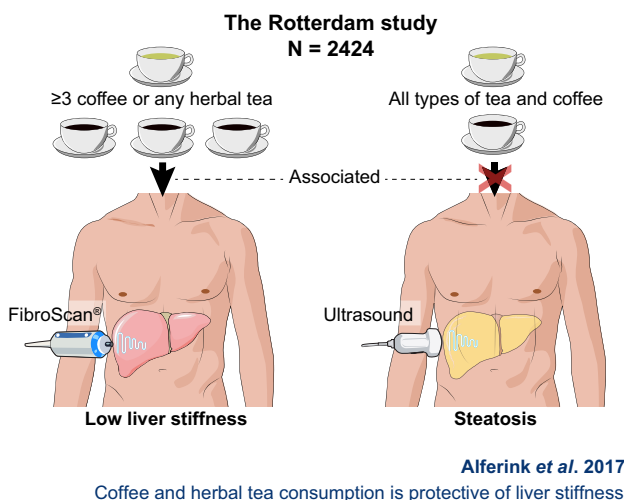 The Rotterdam study
N = 2424
≥3 coffee or any herbal tea
All types of tea and coffee
Associated
FibroScan®
Ultrasound
Low liver stiffness
Steatosis
Alferink et al. 2017
Coffee and herbal tea consumption is protective of liver stiffness